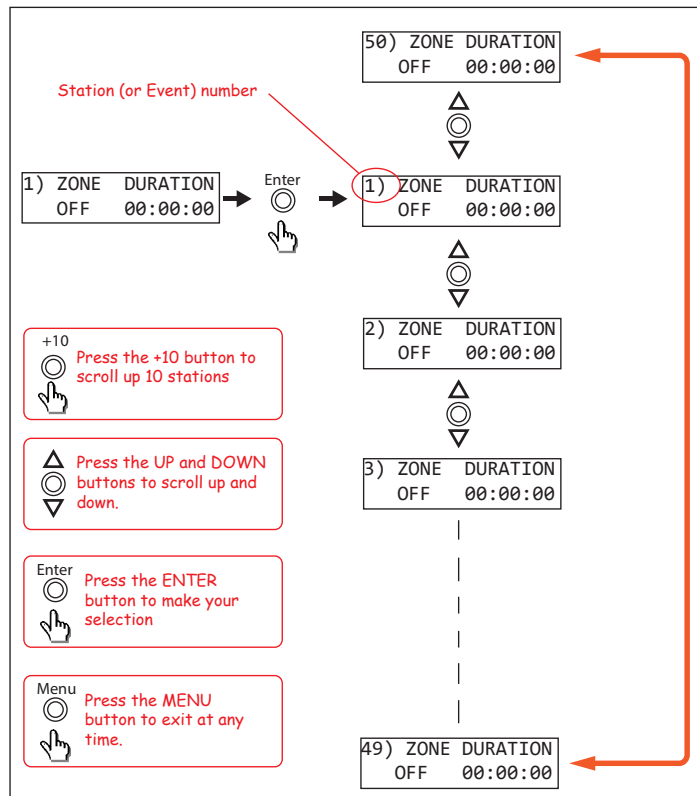 50) ZONE DURATION
OFF 00:00:00
Station (or Event) number
1) ZONE DURATION
OFF 00:00:00
Enter
1) ZONE DURATION
OFF 00:00:00
2) ZONE DURATION
OFF 00:00:00
+10
Press the +10 button to
scroll up 10 stations
Press the UP and DOWN
buttons to scroll up and
down.
3) ZONE DURATION
OFF 00:00:00
Enter
Press the ENTER
button to make your
selection
Menu
Press the MENU
button to exit at any
time.
49) ZONE DURATION
OFF 00:00:00